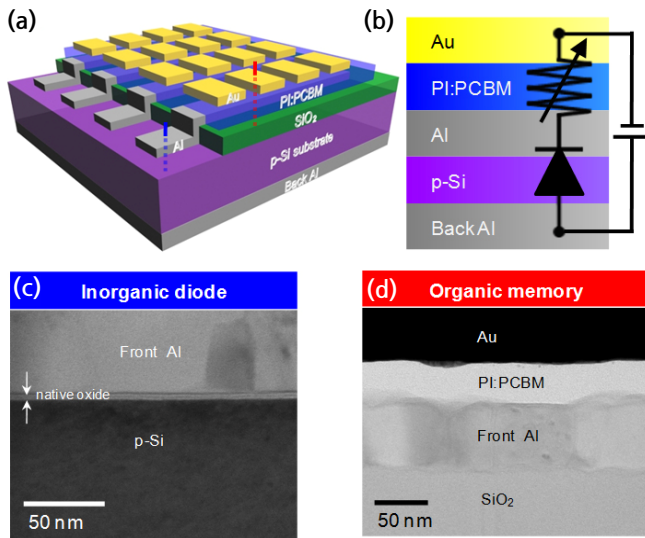 (a)
Au
PI:PCBM
SiO₂
Al
p-Si substrate
Back Al
(b)
Au
PI:PCBM
Al
p-Si
Back Al
(c)
Inorganic diode
Front Al
native oxide
p-Si
50 nm
(d)
Organic memory
Au
PI:PCBM
Front Al
SiO₂
50 nm